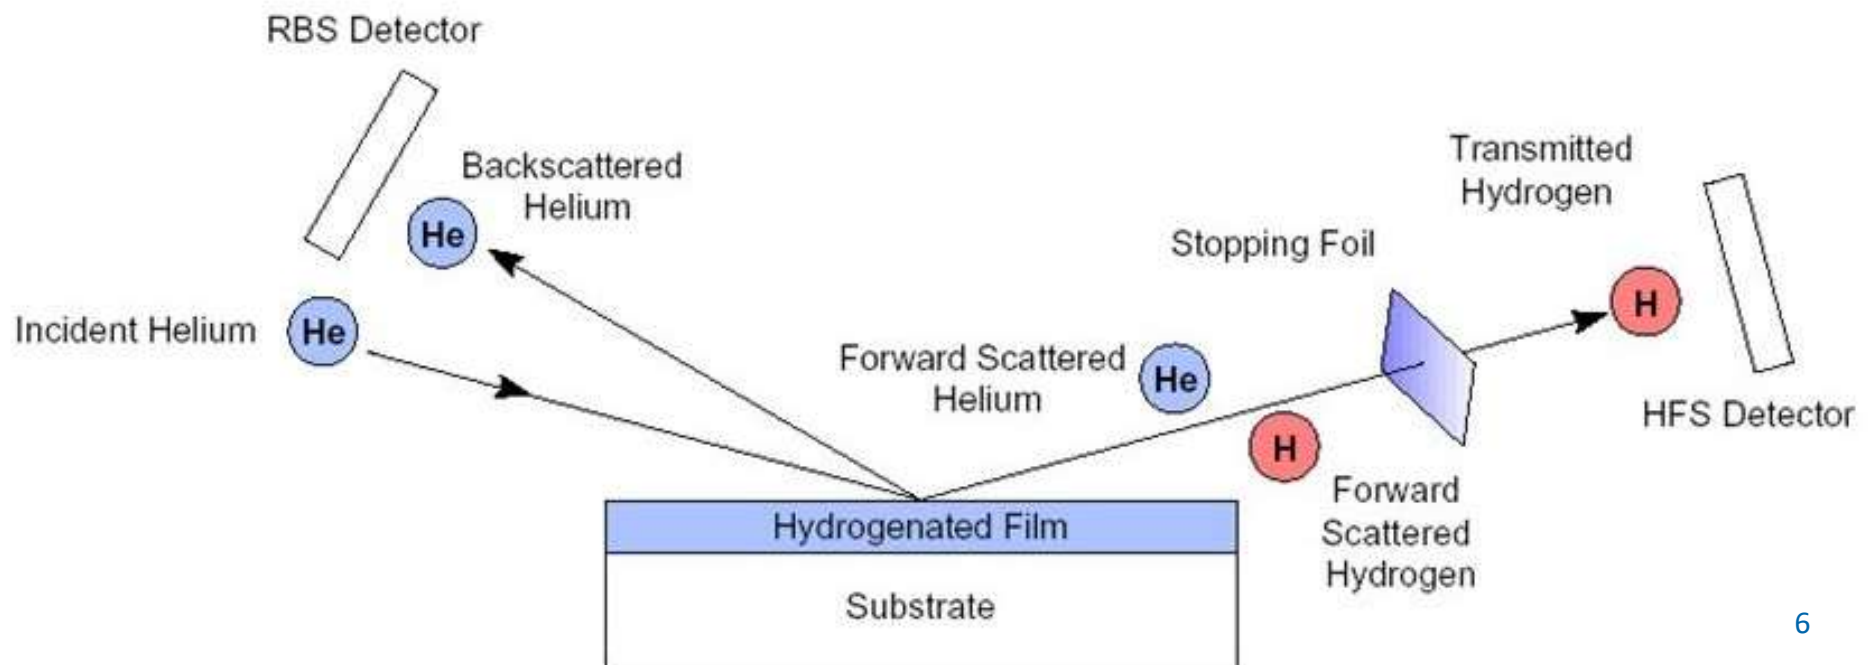 RBS Detector
Backscattered
Helium
He
Incident Helium
He
Transmitted
Hydrogen
Stopping Foil
H
Forward Scattered
Helium
He
HFS Detector
H
Forward
Scattered
Hydrogen
Hydrogenated Film
Substrate
6